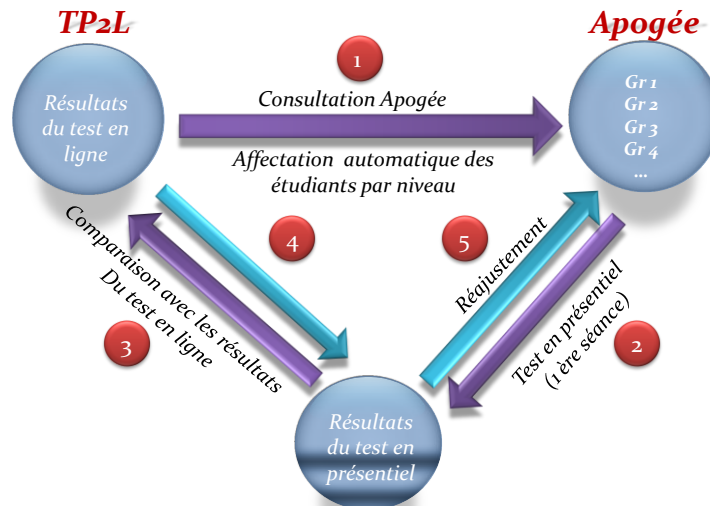 TP2L
Apogée
1
Résultats
du test en
ligne
Consultation Apogée
Affectation automatique des
étudiants par niveau
Gr 1
Gr 2
Gr 3
Gr 4
...
4
5
Comparaison avec les résultats
Du test en ligne
3
Réajustement
Test en présentiel
(1 ère séance)
2
Résultats
du test en
présentiel